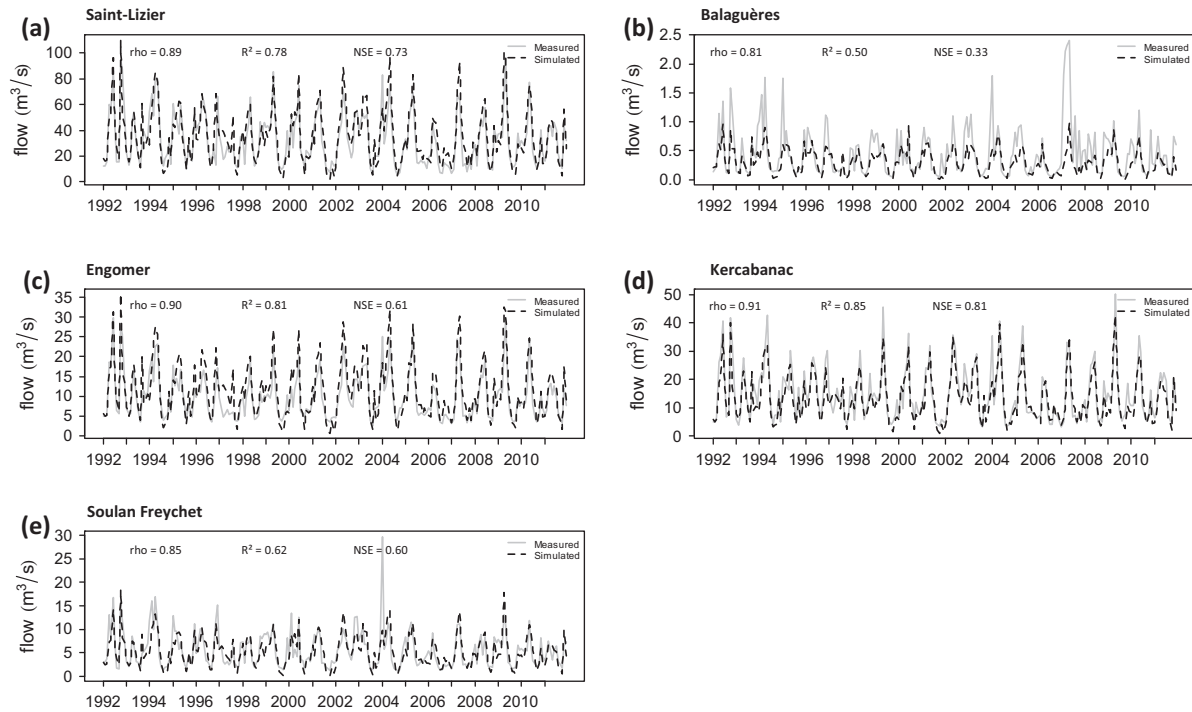 (a)
Saint-Lizier
rho = 0.89 R² = 0.78 NSE = 0.73
Measured
Simulated
flow (m³/s)
100
80
60
40
20
0
1992 1994 1996 1998 2000 2002 2004 2006 2008 2010
(b)
Balaguères
rho = 0.81 R² = 0.50 NSE = 0.33
Measured
Simulated
flow (m³/s)
2.5
2.0
1.5
1.0
0.5
0.0
1992 1994 1996 1998 2000 2002 2004 2006 2008 2010
(c)
Engomer
rho = 0.90 R² = 0.81 NSE = 0.61
Measured
Simulated
flow (m³/s)
35
30
25
20
15
10
5
0
1992 1994 1996 1998 2000 2002 2004 2006 2008 2010
(d)
Kercabanac
rho = 0.91 R² = 0.85 NSE = 0.81
Measured
Simulated
flow (m³/s)
50
40
30
20
10
0
1992 1994 1996 1998 2000 2002 2004 2006 2008 2010
(e)
Soulan Freychet
rho = 0.85 R² = 0.62 NSE = 0.60
Measured
Simulated
flow (m³/s)
30
25
20
15
10
5
0
1992 1994 1996 1998 2000 2002 2004 2006 2008 2010